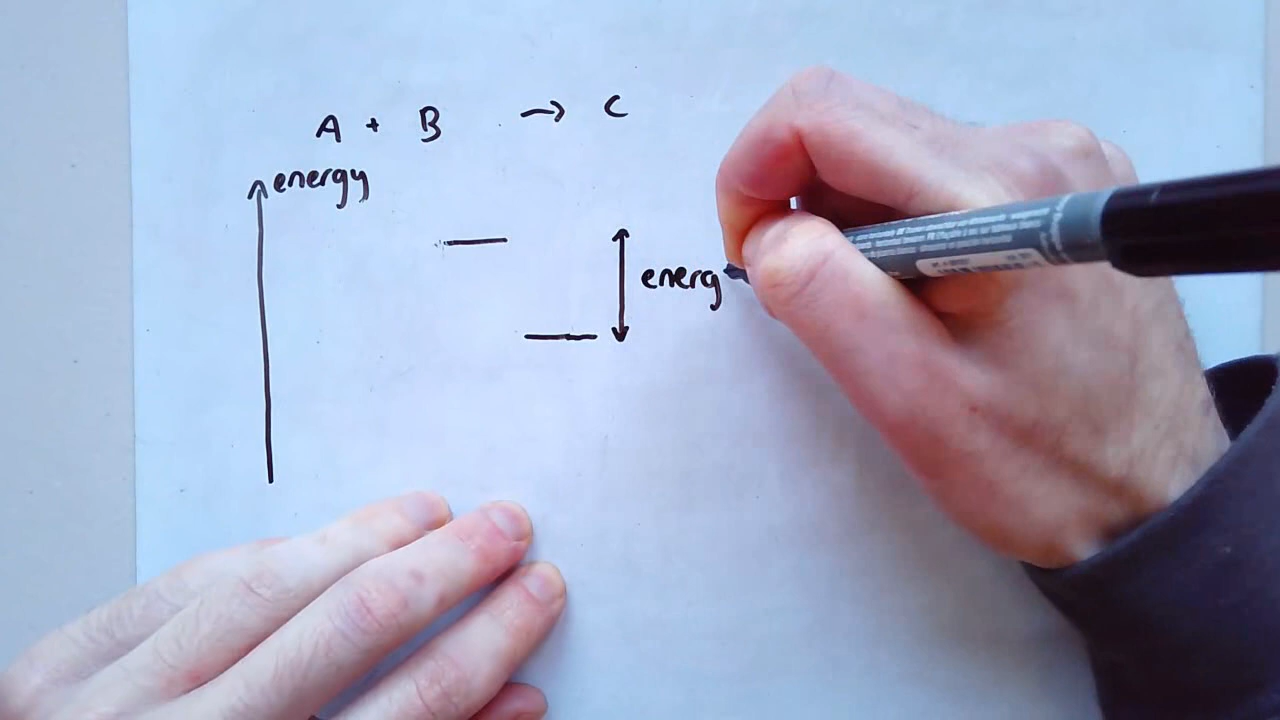 A + B → C
energy
energ